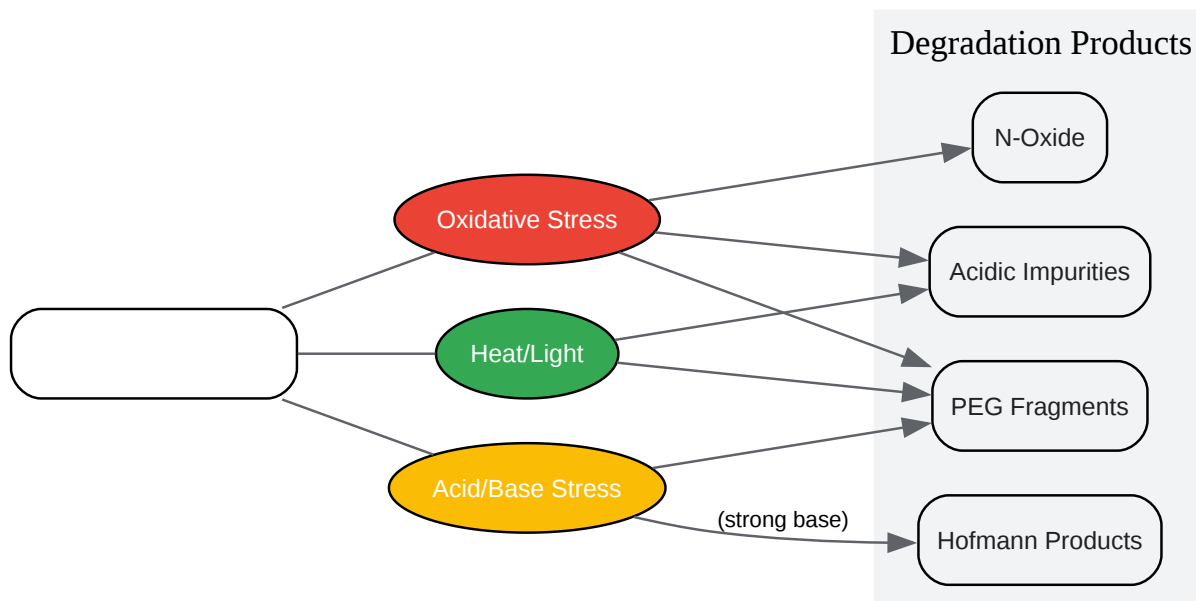 Degradation Products
N-Oxide
Oxidative Stress
Acidic Impurities
Heat/Light
PEG Fragments
Acid/Base Stress
(strong base)
Hofmann Products